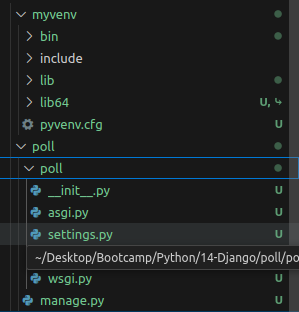 myvenv
bin
include
lib
lib64 U,
pyvenv.cfg U
poll
poll
__init__.py U
asgi.py U
settings.py U
~/Desktop/Bootcamp/Python/14-Django/poll/po
wsgi.py U
manage.py U